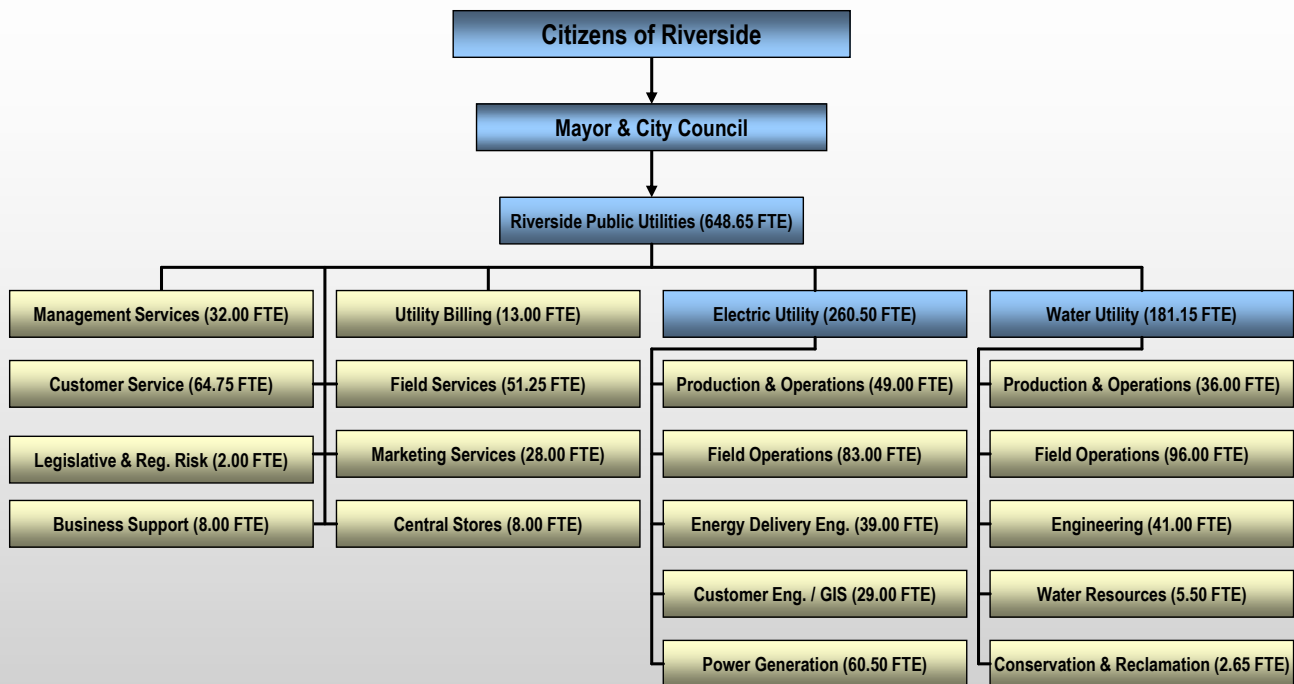 Citizens of Riverside
Mayor & City Council
Riverside Public Utilities (648.65 FTE)
Management Services (32.00 FTE)
Utility Billing (13.00 FTE)
Electric Utility (260.50 FTE)
Water Utility (181.15 FTE)
Customer Service (64.75 FTE)
Field Services (51.25 FTE)
Production & Operations (49.00 FTE)
Production & Operations (36.00 FTE)
Legislative & Reg. Risk (2.00 FTE)
Marketing Services (28.00 FTE)
Field Operations (83.00 FTE)
Field Operations (96.00 FTE)
Business Support (8.00 FTE)
Central Stores (8.00 FTE)
Energy Delivery Eng. (39.00 FTE)
Engineering (41.00 FTE)
Customer Eng. / GIS (29.00 FTE)
Water Resources (5.50 FTE)
Power Generation (60.50 FTE)
Conservation & Reclamation (2.65 FTE)